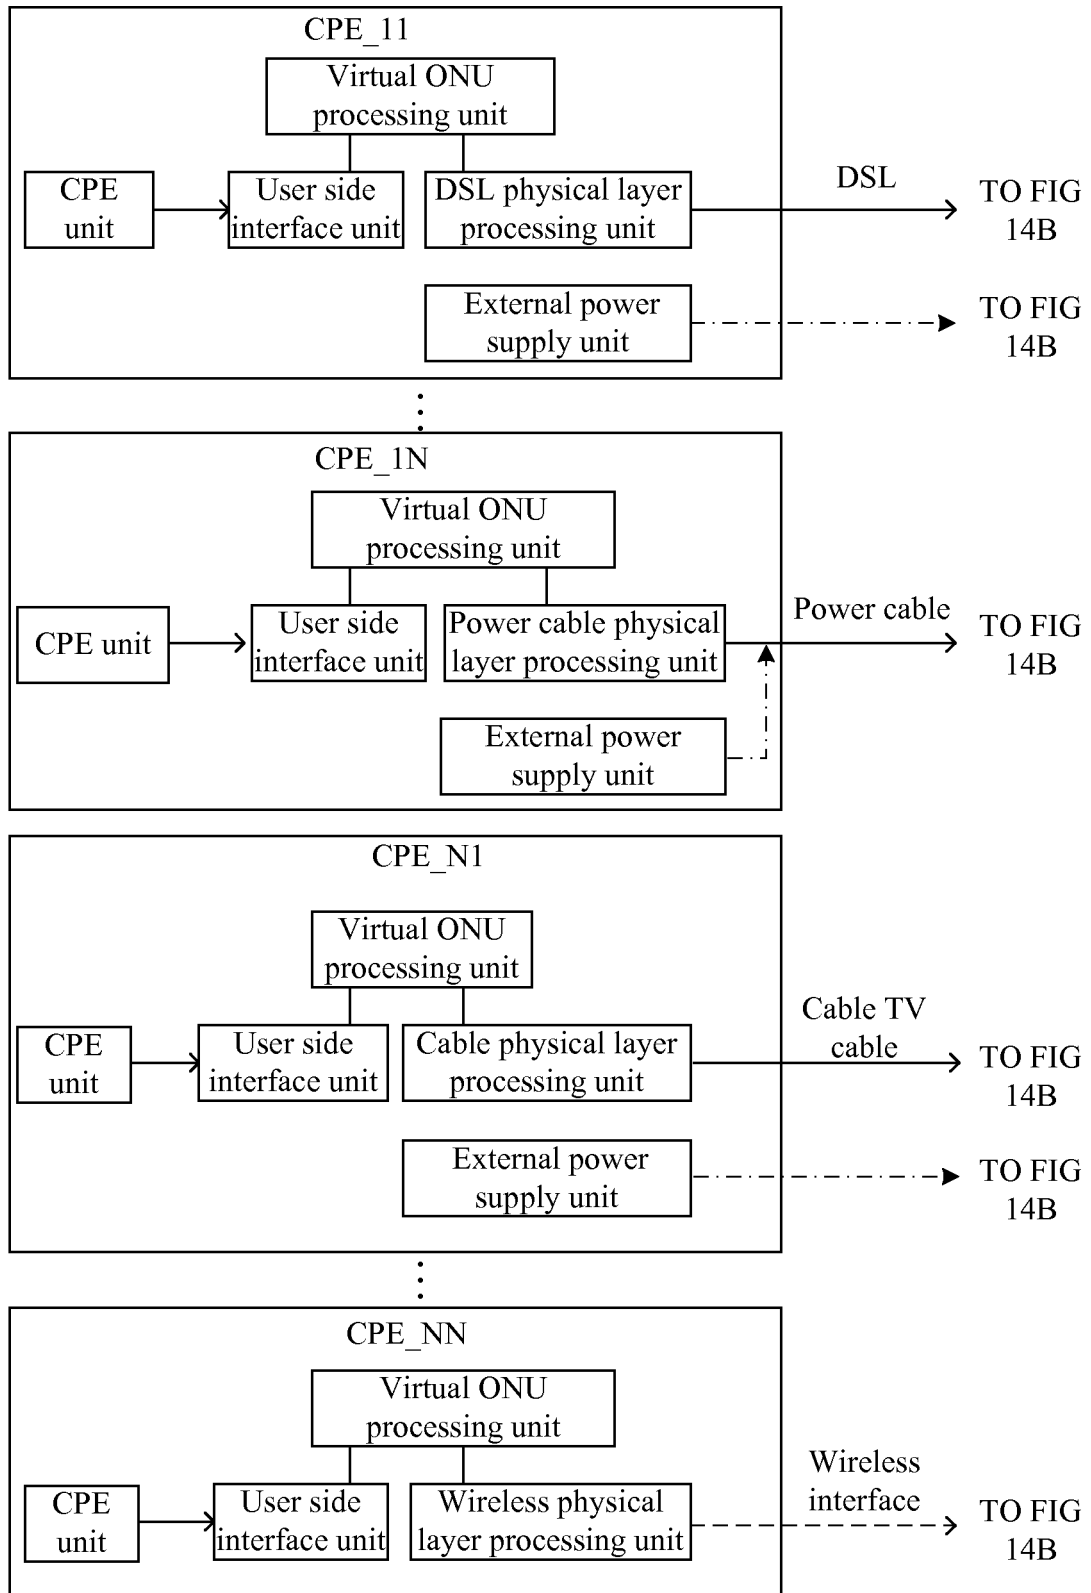 CPE_11
Virtual ONU
processing unit
CPE
unit
User side
interface unit
DSL physical layer
processing unit
DSL
TO FIG
14B
External power
supply unit
TO FIG
14B
CPE_1N
Virtual ONU
processing unit
CPE unit
User side
interface unit
Power cable physical
layer processing unit
Power cable
TO FIG
14B
External power
supply unit
CPE_N1
Virtual ONU
processing unit
CPE
unit
User side
interface unit
Cable physical layer
processing unit
Cable TV
cable
TO FIG
14B
External power
supply unit
TO FIG
14B
CPE_NN
Virtual ONU
processing unit
CPE
unit
User side
interface unit
Wireless physical
layer processing unit
Wireless
interface
TO FIG
14B